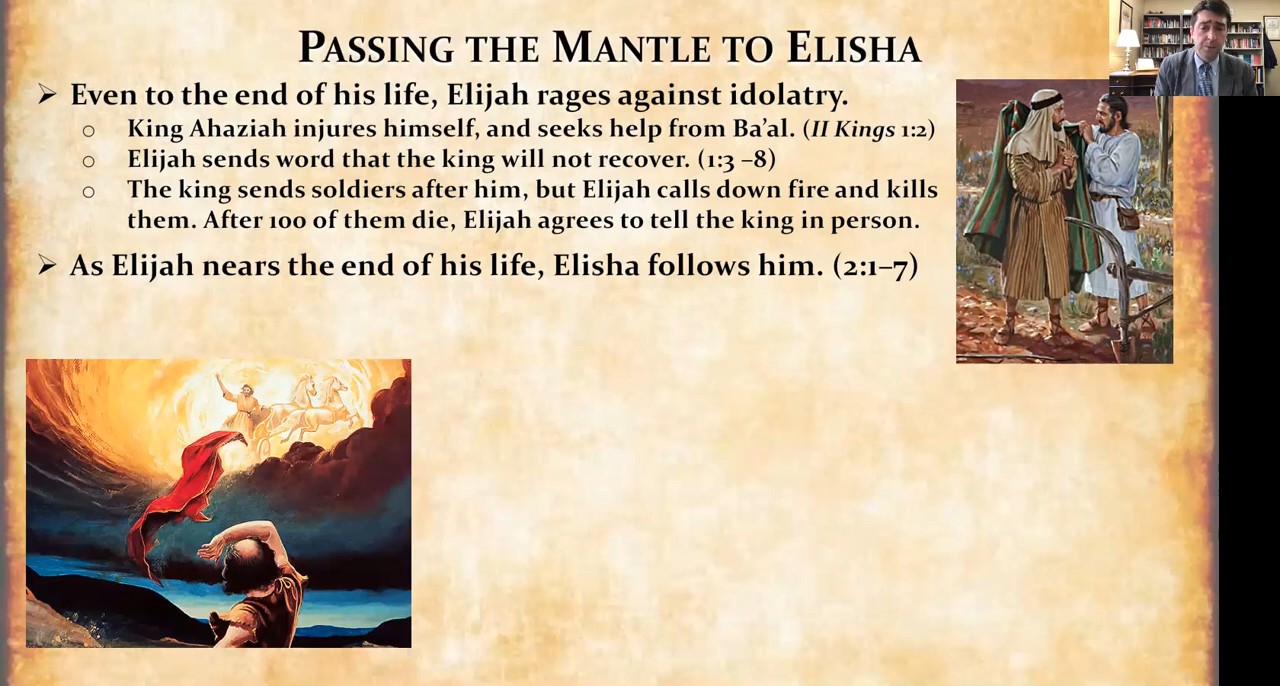 PASSING THE MANTLE TO ELISHA
➢ Even to the end of his life, Elijah rages against idolatry.
○ King Ahaziah injures himself, and seeks help from Ba’al. (II Kings 1:2)
○ Elijah sends word that the king will not recover. (1:3 –8)
○ The king sends soldiers after him, but Elijah calls down fire and kills
them. After 100 of them die, Elijah agrees to tell the king in person.
➢ As Elijah nears the end of his life, Elisha follows him. (2:1–7)